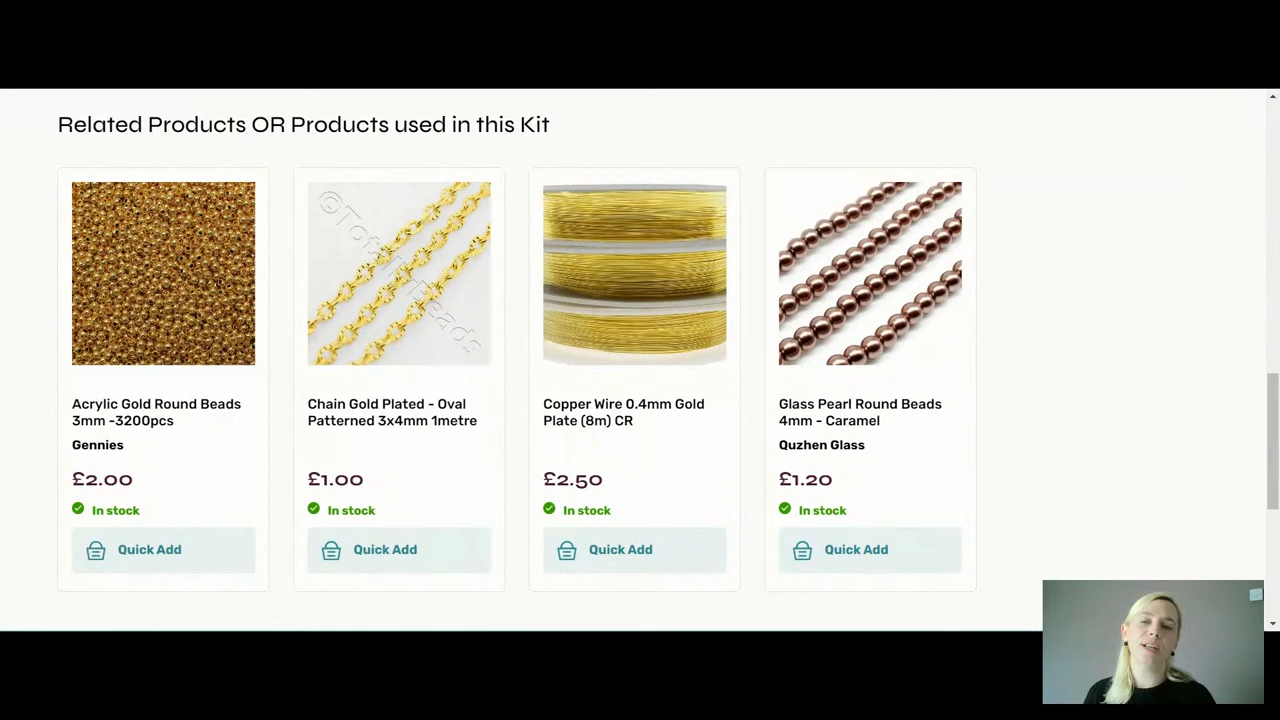 Related Products OR Products used in this Kit
©Totallybeads
Acrylic Gold Round Beads
3mm -3200pcs
Gennies
£2.00
In stock
Quick Add
Chain Gold Plated - Oval
Patterned 3x4mm 1metre
£1.00
In stock
Quick Add
Copper Wire 0.4mm Gold
Plate (8m) CR
£2.50
In stock
Quick Add
Glass Pearl Round Beads
4mm - Caramel
Quzhen Glass
£1.20
In stock
Quick Add